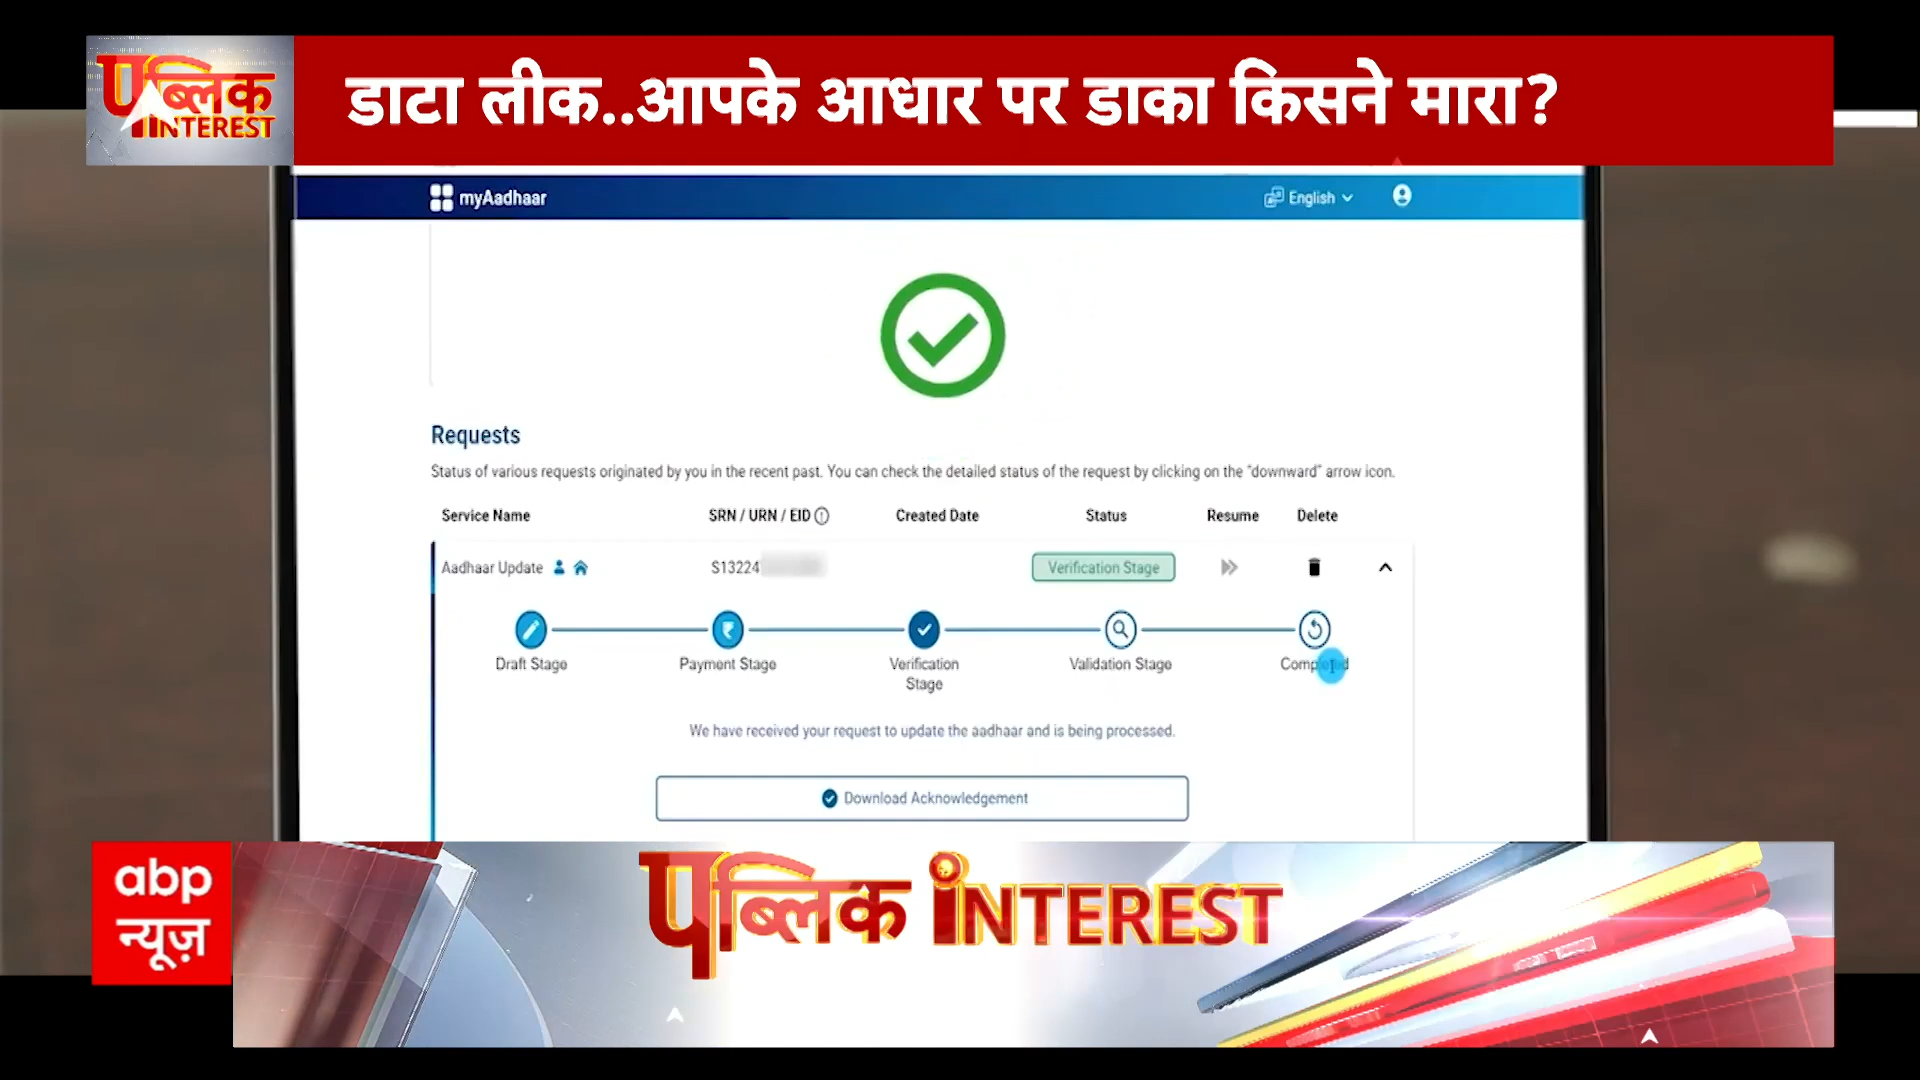 पब्लिक
INTEREST
डाटा लीक..आपके आधार पर डाका किसने मारा?
myAadhaar
English
Requests
Status of various requests originated by you in the recent past. You can check the detailed status of the request by clicking on the "downward" arrow icon.
Service Name SRN / URN / EID Created Date Status Resume Delete
Aadhaar Update S13224 Verification Stage
Draft Stage Payment Stage Verification Stage Validation Stage Completed
We have received your request to update the aadhaar and is being processed.
Download Acknowledgement
abp
न्यूज़
पब्लिक INTEREST